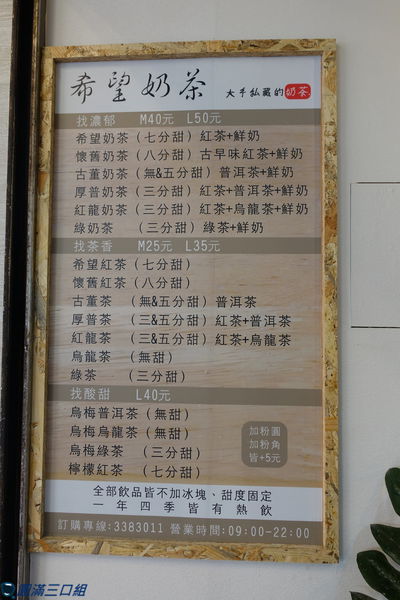 希望奶茶 大手私藏的奶茶
找濃郁 M40元 L50元
希望奶茶(七分甜)紅茶+鮮奶
懷舊奶茶(八分甜)古早味紅茶+鮮奶
古董奶茶(無&五分甜)普洱茶+鮮奶
厚普奶茶(三分甜)紅茶+普洱茶+鮮奶
紅龍奶茶(三分甜)紅茶+烏龍茶+鮮奶
綠奶茶 (三分甜)綠茶+鮮奶
找茶香 M25元 L35元
希望紅茶(七分甜)
懷舊紅茶(八分甜)
古董茶 (無&五分甜)普洱茶
厚普茶 (三&五分甜)紅茶+普洱茶
紅龍茶 (三&五分甜)紅茶+烏龍茶
烏龍茶 (無甜)
綠茶 (三分甜)
找酸甜 L40元
烏梅普洱茶(無甜)
烏梅烏龍茶(無甜)
烏梅綠茶 (三分甜)
檸檬紅茶 (七分甜)
加粉圓
加粉角
皆+5元
全部飲品皆不加冰塊、甜度固定
一年四季皆有熱飲
訂購專線:3383011 營業時間:09:00-22:00
滿三口組